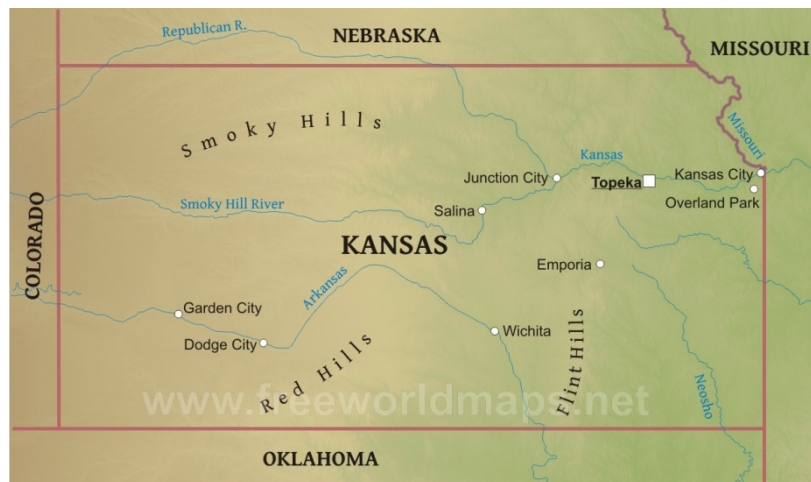 Republican R.
NEBRASKA
MISSOURI
Smoky Hills
Missouri
Kansas
Junction City
Kansas City
Topeka
Overland Park
COLORADO
Smoky Hill River
Salina
KANSAS
Emporia
Arkansas
Garden City
Wichita
Dodge City
Red Hills
Flint Hills
Neosho
www.freeworldmaps.net
OKLAHOMA